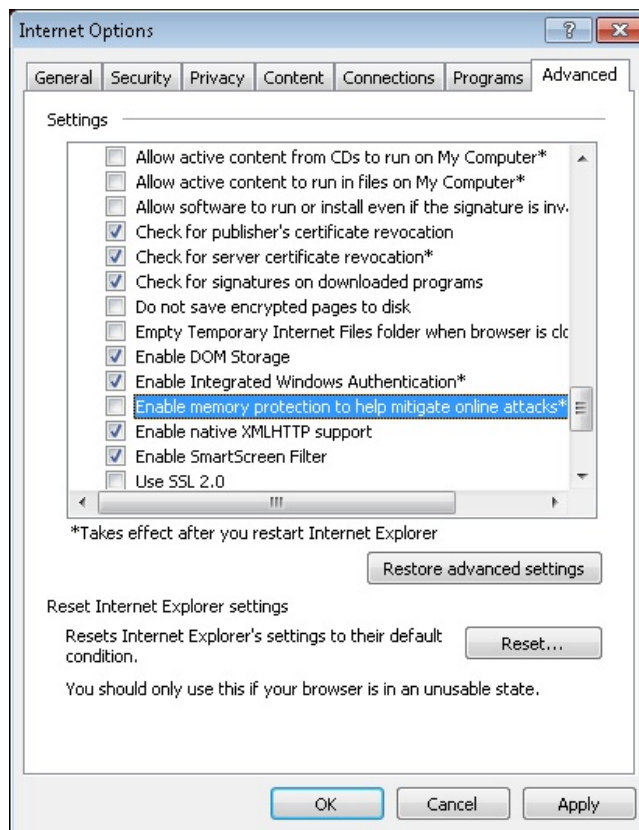 Internet Options
General Security Privacy Content Connections Programs Advanced
Settings
Allow active content from CDs to run on My Computer*
Allow active content to run in files on My Computer*
Allow software to run or install even if the signature is inv
Check for publisher's certificate revocation
Check for server certificate revocation*
Check for signatures on downloaded programs
Do not save encrypted pages to disk
Empty Temporary Internet Files folder when browser is clo
Enable DOM Storage
Enable Integrated Windows Authentication*
Enable memory protection to help mitigate online attacks*
Enable native XMLHTTP support
Enable SmartScreen Filter
Use SSL 2.0
*Takes effect after you restart Internet Explorer
Restore advanced settings
Reset Internet Explorer settings
Resets Internet Explorer's settings to their default
condition.
Reset...
You should only use this if your browser is in an unusable state.
OK Cancel Apply